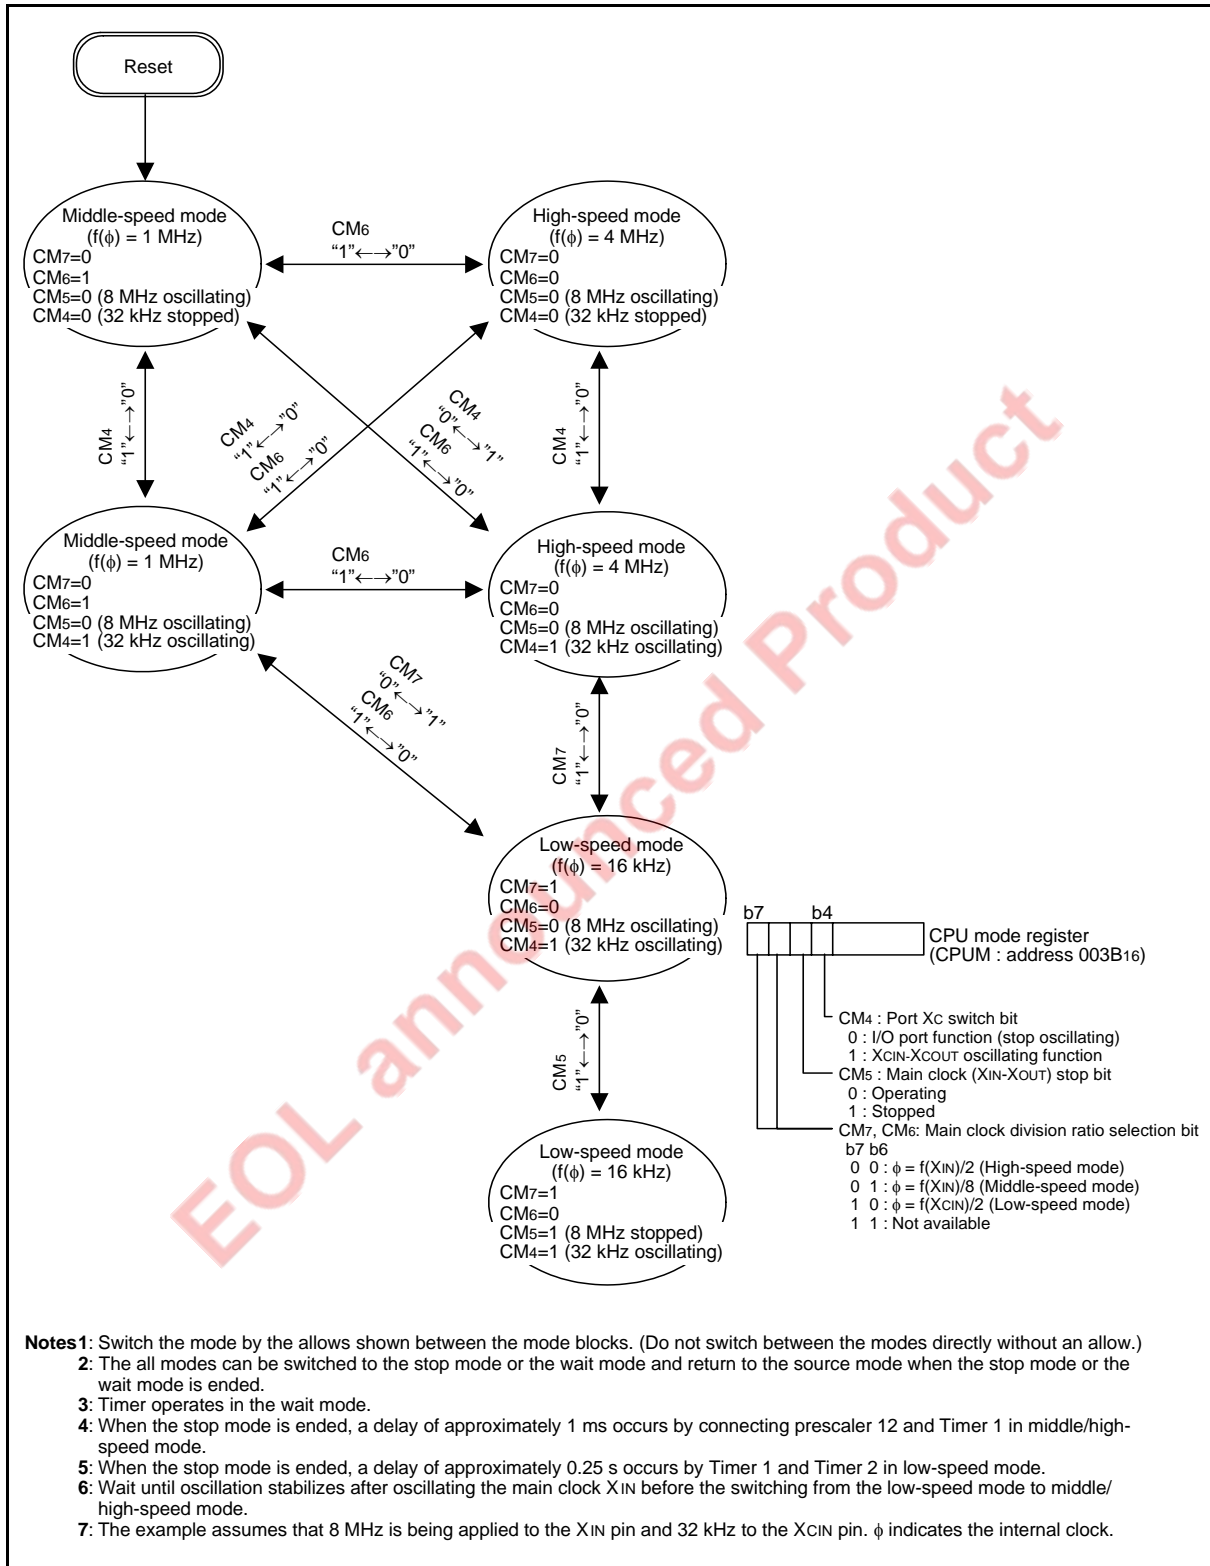 Reset
Middle-speed mode
(f(ϕ) = 1 MHz)
CM7=0
CM6=1
CM5=0 (8 MHz oscillating)
CM4=0 (32 kHz stopped)
CM6
“1”←→”0”
High-speed mode
(f(ϕ) = 4 MHz)
CM7=0
CM6=0
CM5=0 (8 MHz oscillating)
CM4=0 (32 kHz stopped)
CM4
“1”←→”0”
CM4
“1”←→”0”
CM6
“1”←→”0”
CM4
“0”←→”1”
CM6
“1”←→”0”
CM4
“1”←→”0”
Middle-speed mode
(f(ϕ) = 1 MHz)
CM7=0
CM6=1
CM5=0 (8 MHz oscillating)
CM4=1 (32 kHz oscillating)
CM6
“1”←→”0”
High-speed mode
(f(ϕ) = 4 MHz)
CM7=0
CM6=0
CM5=0 (8 MHz oscillating)
CM4=1 (32 kHz oscillating)
CM7
“0”←→”1”
CM6
“1”←→”0”
CM7
“1”←→”0”
Low-speed mode
(f(ϕ) = 16 kHz)
CM7=1
CM6=0
CM5=0 (8 MHz oscillating)
CM4=1 (32 kHz oscillating)
CM5
“1”←→”0”
Low-speed mode
(f(ϕ) = 16 kHz)
CM7=1
CM6=0
CM5=1 (8 MHz stopped)
CM4=1 (32 kHz oscillating)
b7 b4
CPU mode register
(CPUM : address 003B16)
CM4 : Port XC switch bit
0 : I/O port function (stop oscillating)
1 : XCIN-XCOUT oscillating function
CM5 : Main clock (XIN-XOUT) stop bit
0 : Operating
1 : Stopped
CM7, CM6: Main clock division ratio selection bit
b7 b6
0 0 : ϕ = f(XIN)/2 (High-speed mode)
0 1 : ϕ = f(XIN)/8 (Middle-speed mode)
1 0 : ϕ = f(XCIN)/2 (Low-speed mode)
1 1 : Not available
EOL announced Product
Notes1: Switch the mode by the allows shown between the mode blocks. (Do not switch between the modes directly without an allow.)
2: The all modes can be switched to the stop mode or the wait mode and return to the source mode when the stop mode or the
wait mode is ended.
3: Timer operates in the wait mode.
4: When the stop mode is ended, a delay of approximately 1 ms occurs by connecting prescaler 12 and Timer 1 in middle/high-
speed mode.
5: When the stop mode is ended, a delay of approximately 0.25 s occurs by Timer 1 and Timer 2 in low-speed mode.
6: Wait until oscillation stabilizes after oscillating the main clock XIN before the switching from the low-speed mode to middle/
high-speed mode.
7: The example assumes that 8 MHz is being applied to the XIN pin and 32 kHz to the XCIN pin. ϕ indicates the internal clock.